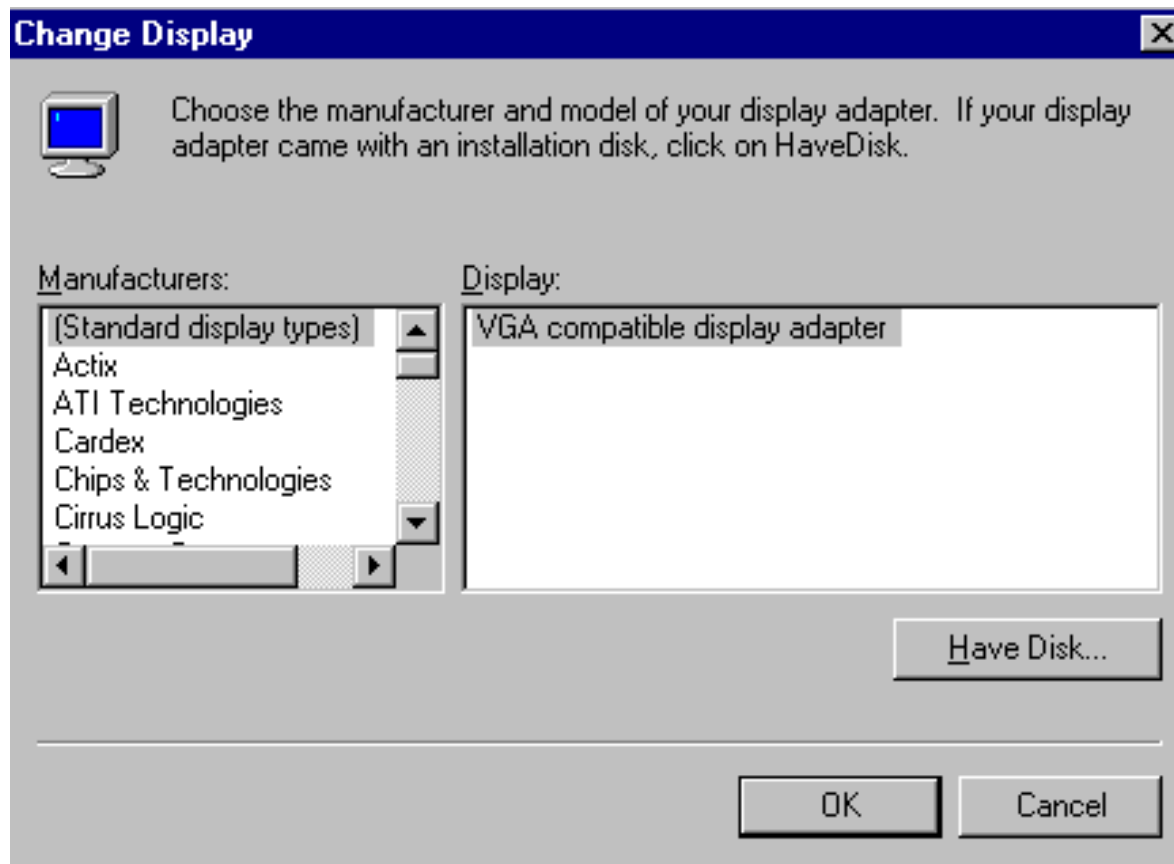 Change Display
Choose the manufacturer and model of your display adapter.  If your display
adapter came with an installation disk, click on HaveDisk.
Manufacturers:
Display:
(Standard display types)
Actix
ATI Technologies
Cardex
Chips & Technologies
Cirrus Logic
VGA compatible display adapter
Have Disk...
OK
Cancel